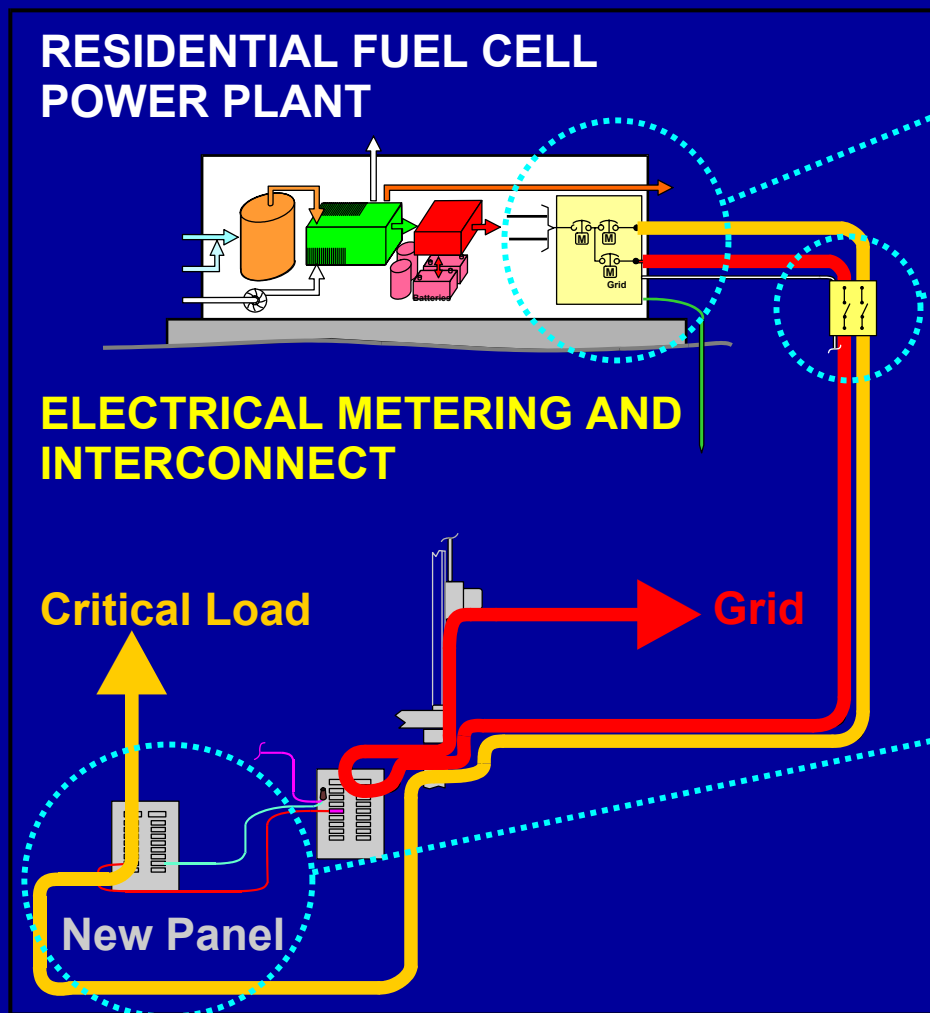 RESIDENTIAL FUEL CELL
POWER PLANT
M
M
M
Grid
Batteries
ELECTRICAL METERING AND
INTERCONNECT
Critical Load
Grid
New Panel